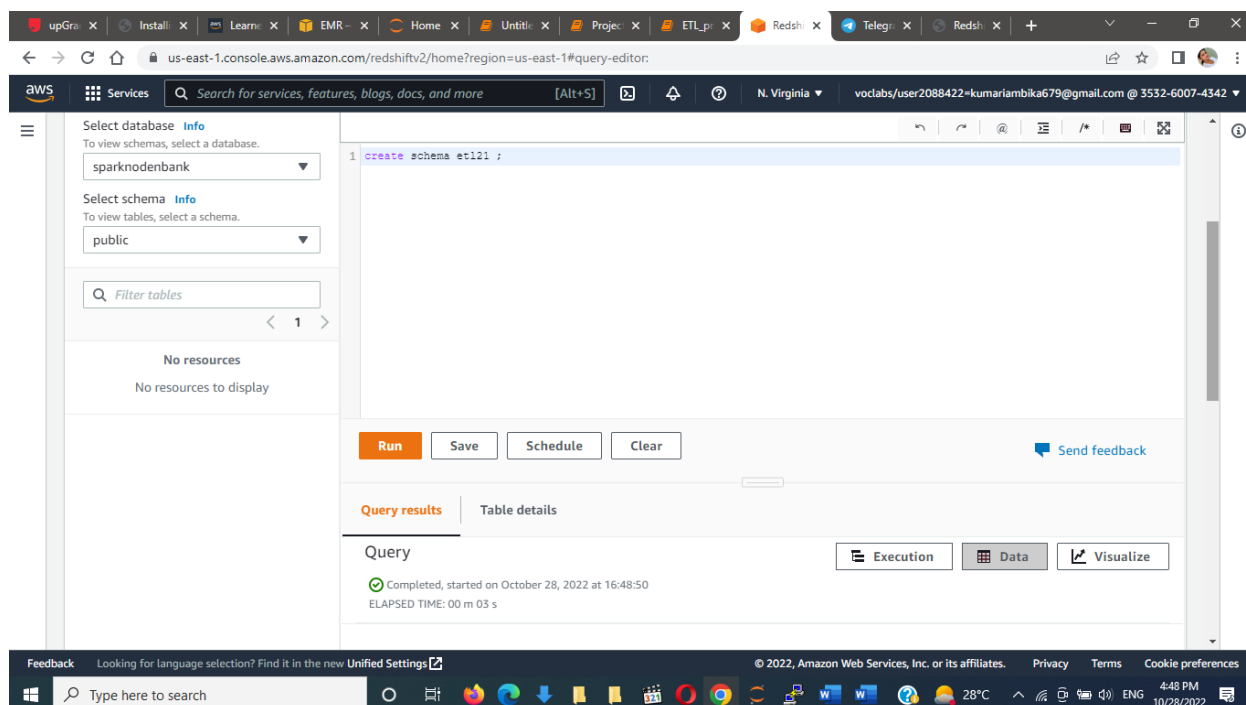 upGra Installi Learne EMR – Home Untitle Project ETL_pr Redshi Telegra Redshi
us-east-1.console.aws.amazon.com/redshiftv2/home?region=us-east-1#query-editor:
aws Services Search for services, features, blogs, docs, and more [Alt+S] N. Virginia voclabs/user2088422=kumariambika679@gmail.com @ 3532-6007-4342
Select database Info
To view schemas, select a database.
sparknodenbank
Select schema Info
To view tables, select a schema.
public
Filter tables
1
No resources
No resources to display
1 create schema etl21 ;
Run Save Schedule Clear
Send feedback
Query results Table details
Query
Execution Data Visualize
Completed, started on October 28, 2022 at 16:48:50
ELAPSED TIME: 00 m 03 s
Feedback Looking for language selection? Find it in the new Unified Settings © 2022, Amazon Web Services, Inc. or its affiliates. Privacy Terms Cookie preferences
Type here to search 321 28°C ENG 4:48 PM
10/28/2022